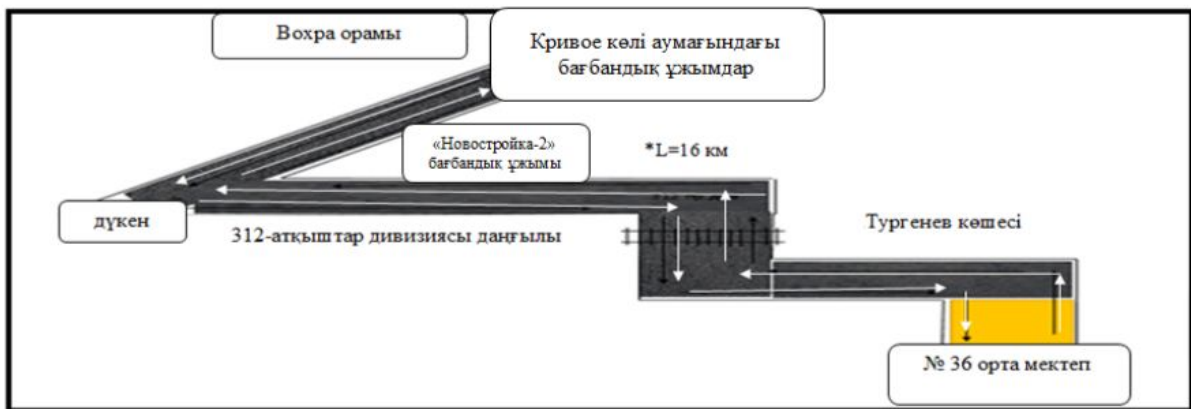 Вохра орамы
Кривое көлі аумағындағы
бағбандық ұжымдар
«Новостройка-2»
бағбандық ұжымы
*L=16 км
дүкен
312-атқыштар дивизиясы даңғылы
Тургенев көшесі
№ 36 орта мектеп